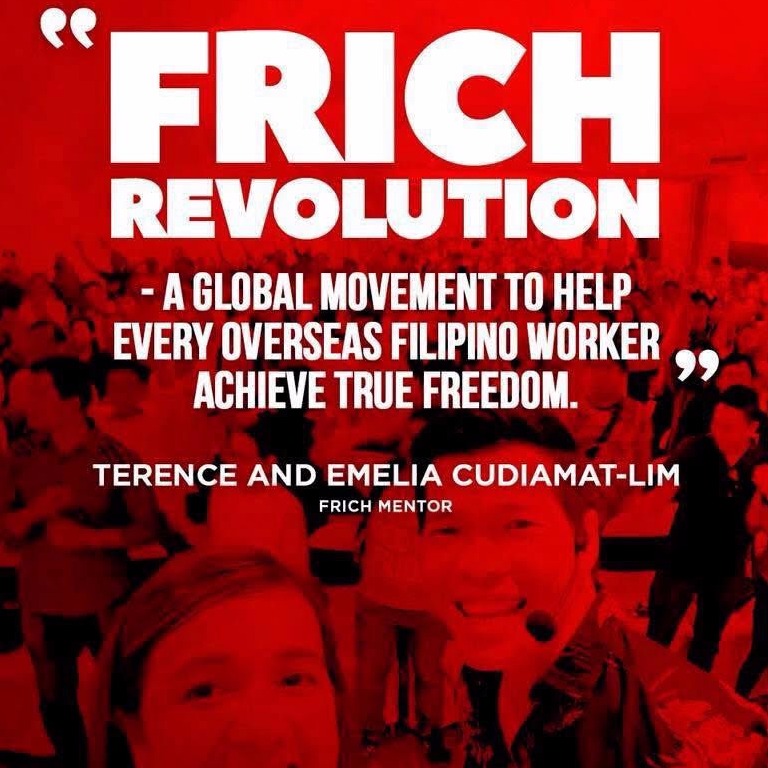 “FRICH
REVOLUTION
- A GLOBAL MOVEMENT TO HELP
EVERY OVERSEAS FILIPINO WORKER
ACHIEVE TRUE FREEDOM. ”
TERENCE AND EMELIA CUDIAMAT-LIM
FRICH MENTOR